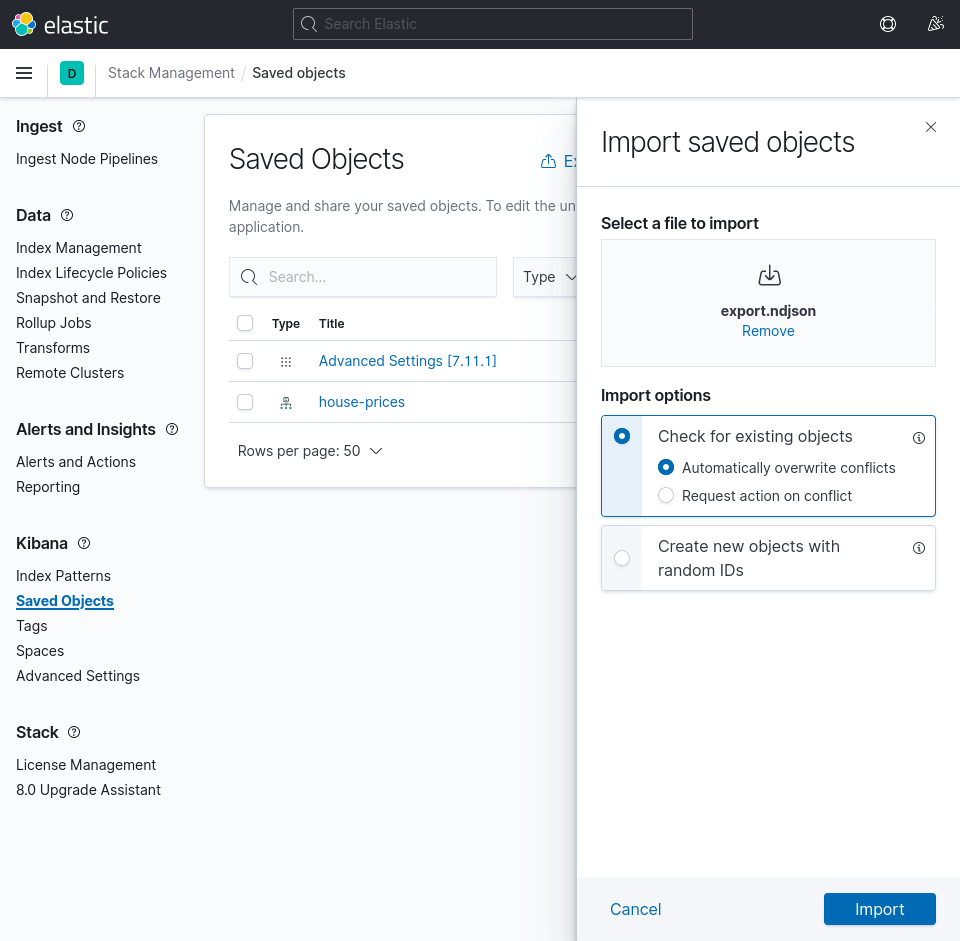 elastic
Search Elastic
D
Stack Management / Saved objects
Ingest
Ingest Node Pipelines
Data
Index Management
Index Lifecycle Policies
Snapshot and Restore
Rollup Jobs
Transforms
Remote Clusters
Alerts and Insights
Alerts and Actions
Reporting
Kibana
Index Patterns
Saved Objects
Tags
Spaces
Advanced Settings
Stack
License Management
8.0 Upgrade Assistant
Saved Objects
Manage and share your saved objects. To edit the un
application.
Search...
Type
Type Title
Advanced Settings [7.11.1]
house-prices
Rows per page: 50
Import saved objects
Select a file to import
export.ndjson
Remove
Import options
Check for existing objects
Automatically overwrite conflicts
Request action on conflict
Create new objects with
random IDs
Cancel
Import